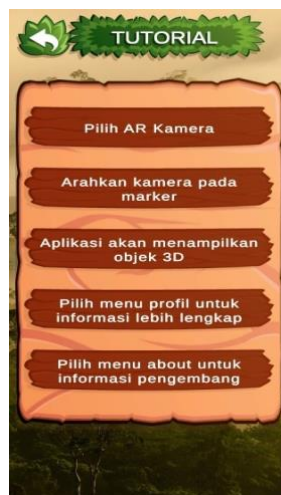 TUTORIAL
Pilih AR Kamera
Arahkan kamera pada
marker
Aplikasi akan menampilkan
objek 3D
Pilih menu profil untuk
informasi lebih lengkap
Pilih menu about untuk
informasi pengembang